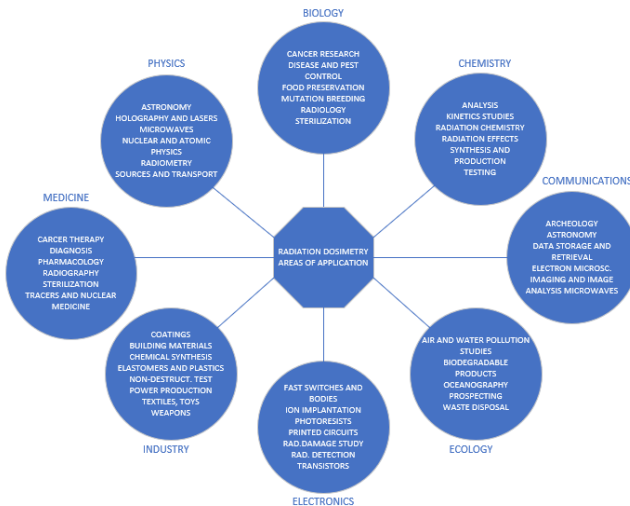 BIOLOGY
CANCER RESEARCH
DISEASE AND PEST
CONTROL
FOOD PRESERVATION
MUTATION BREEDING
RADIOLOGY
STERILIZATION
PHYSICS
ASTRONOMY
HOLOGRAPHY AND LASERS
MICROWAVES
NUCLEAR AND ATOMIC
PHYSICS
RADIOMETRY
SOURCES AND TRANSPORT
CHEMISTRY
ANALYSIS
KINETICS STUDIES
RADIATION CHEMISTRY
RADIATION EFFECTS
SYNTHESIS AND
PRODUCTION
TESTING
MEDICINE
CARCER THERAPY
DIAGNOSIS
PHARMACOLOGY
RADIOGRAPHY
STERILIZATION
TRACERS AND NUCLEAR
MEDICINE
RADIATION DOSIMETRY
AREAS OF APPLICATION
COMMUNICATIONS
ARCHEOLOGY
ASTRONOMY
DATA STORAGE AND
RETRIEVAL
ELECTRON MICROSC.
IMAGING AND IMAGE
ANALYSIS MICROWAVES
COATINGS
BUILDING MATERIALS
CHEMICAL SYNTHESIS
ELASTOMERS AND PLASTICS
NON-DESTRUCT. TEST
POWER PRODUCTION
TEXTILES, TOYS
WEAPONS
INDUSTRY
FAST SWITCHES AND
BODIES
ION IMPLANTATION
PHOTORESISTS
PRINTED CIRCUITS
RAD.DAMAGE STUDY
RAD. DETECTION
TRANSISTORS
ELECTRONICS
AIR AND WATER POLLUTION
STUDIES
BIODEGRADABLE
PRODUCTS
OCEANOGRAPHY
PROSPECTING
WASTE DISPOSAL
ECOLOGY